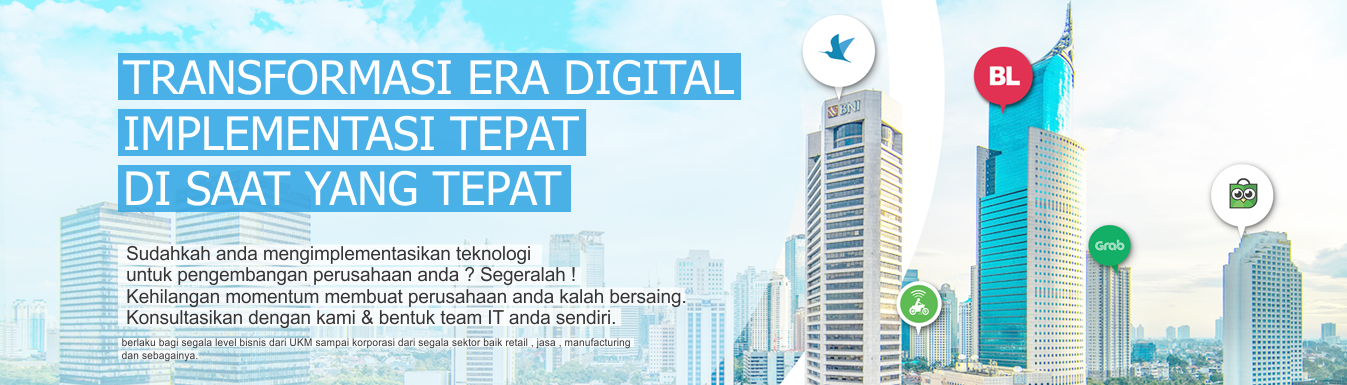 TRANSFORMASI ERA DIGITAL
IMPLEMENTASI TEPAT
DI SAAT YANG TEPAT
Sudahkah anda mengimplementasikan teknologi
untuk pengembangan perusahaan anda ? Segeralah !
Kehilangan momentum membuat perusahaan anda kalah bersaing.
Konsultasikan dengan kami & bentuk team IT anda sendiri.
berlaku bagi segala level bisnis dari UKM sampai korporasi dari segala sektor baik retail , jasa , manufacturing
dan sebagainya.
BNI
BL
Grab